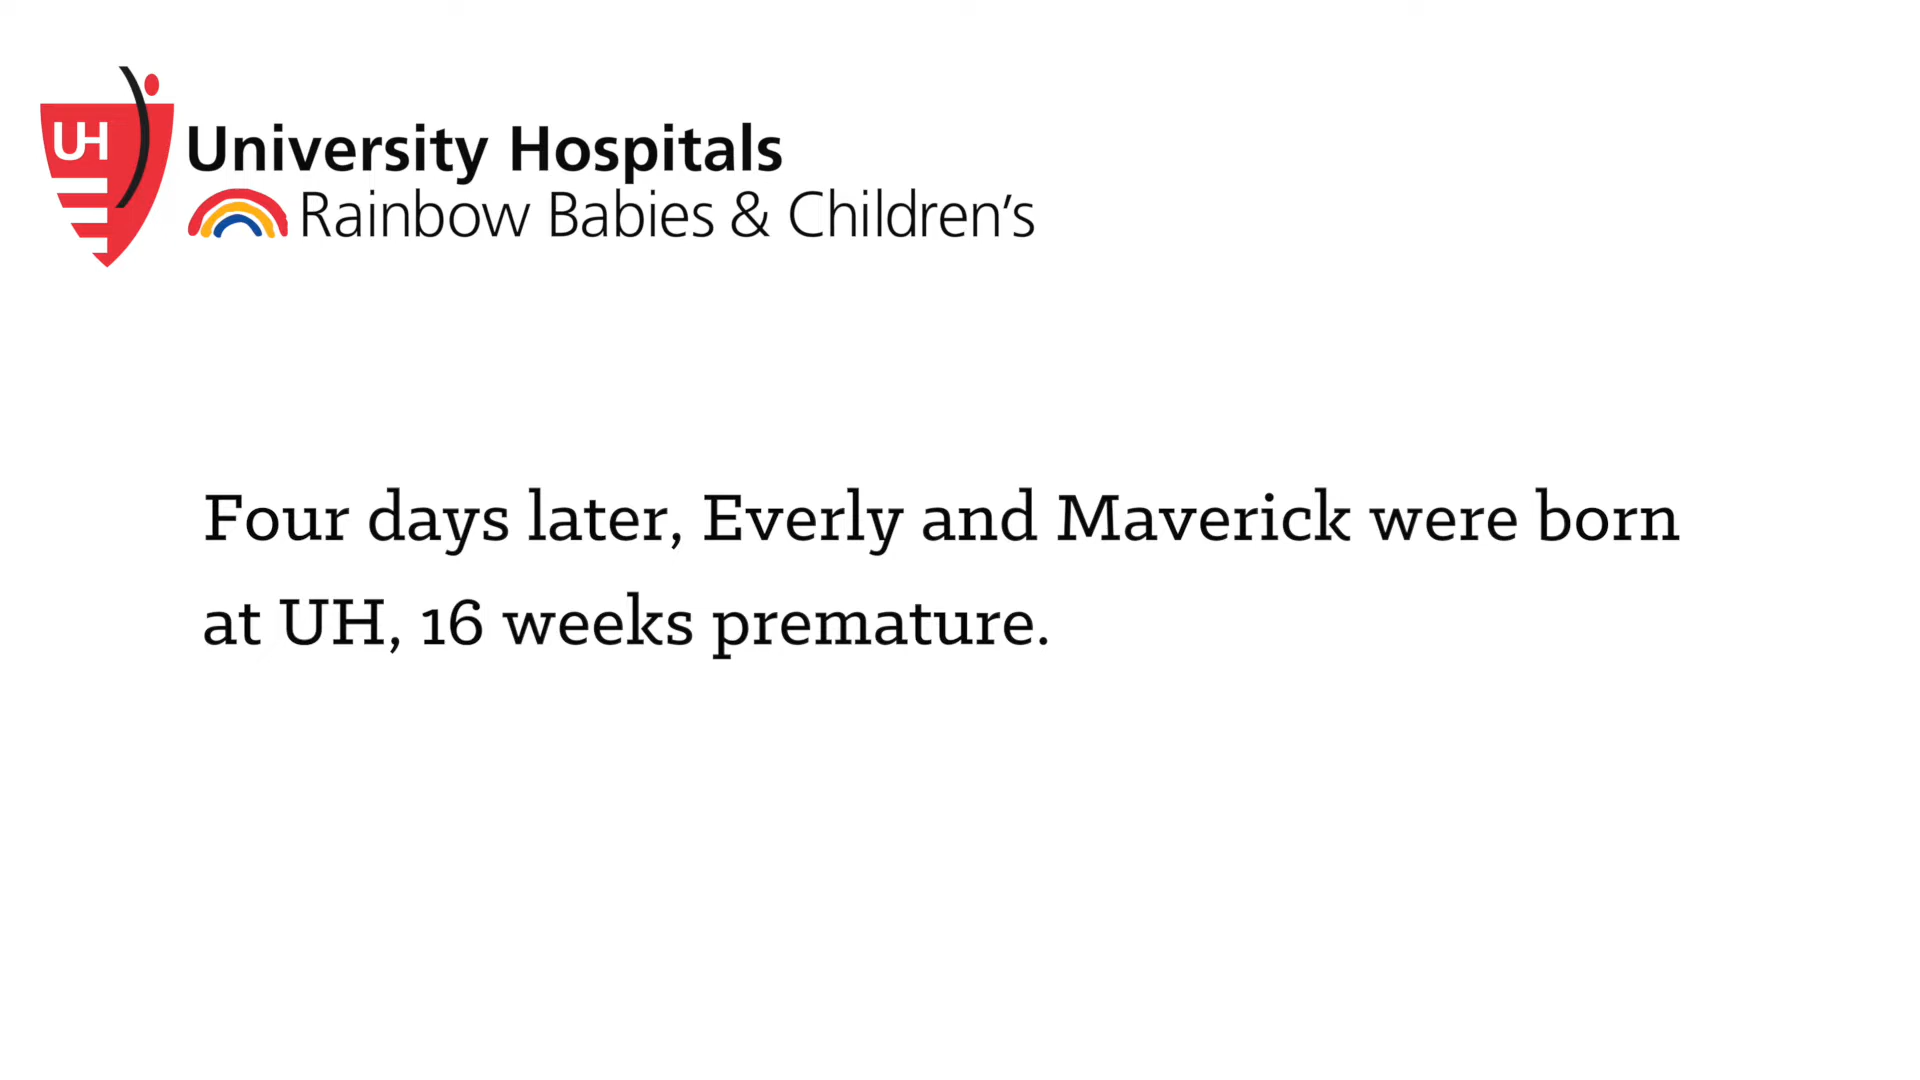 UH
University Hospitals
Rainbow Babies & Children's
Four days later, Everly and Maverick were born
at UH, 16 weeks premature.